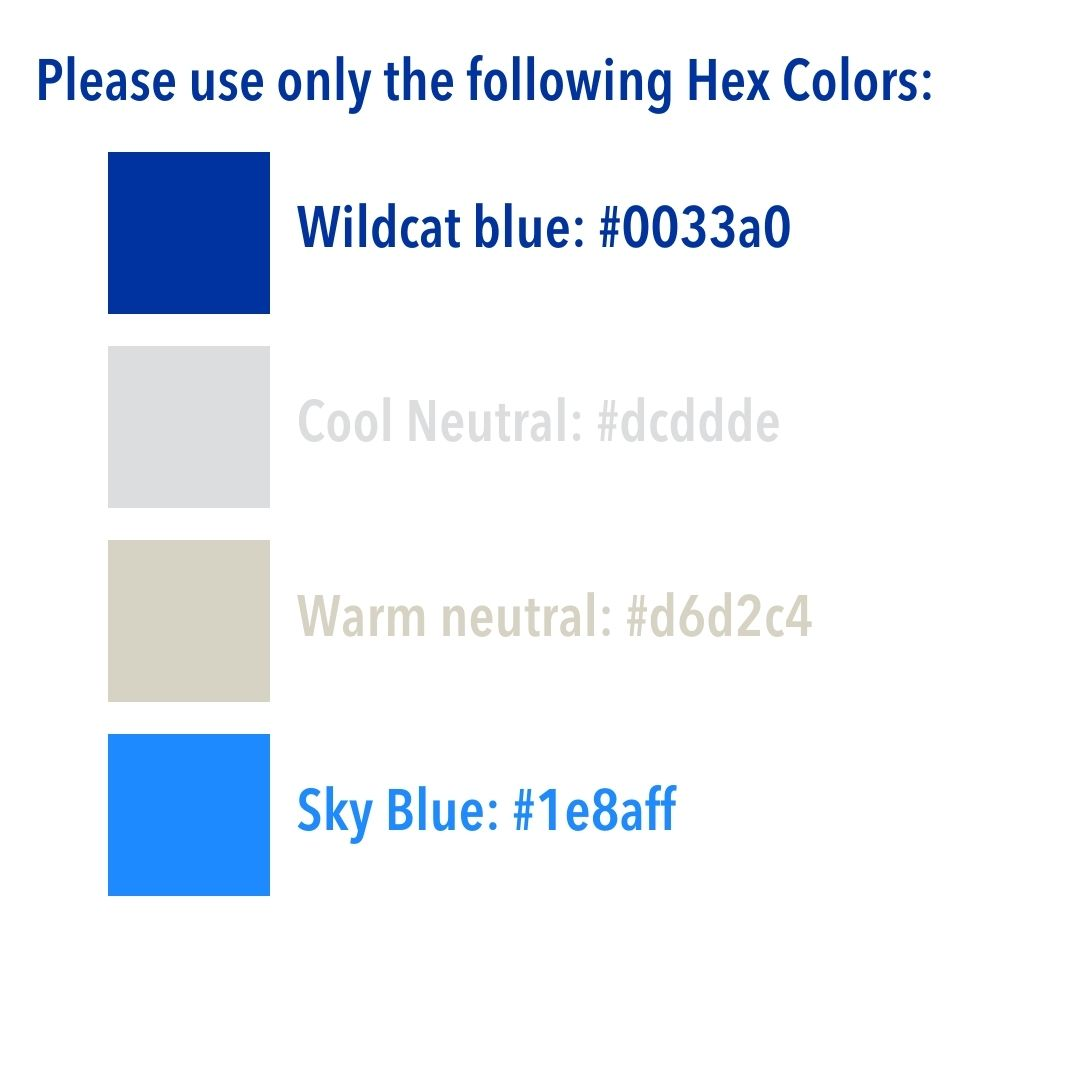 Please use only the following Hex Colors:
Wildcat blue: #0033a0
Cool Neutral: #dcddde
Warm neutral: #d6d2c4
Sky Blue: #1e8aff